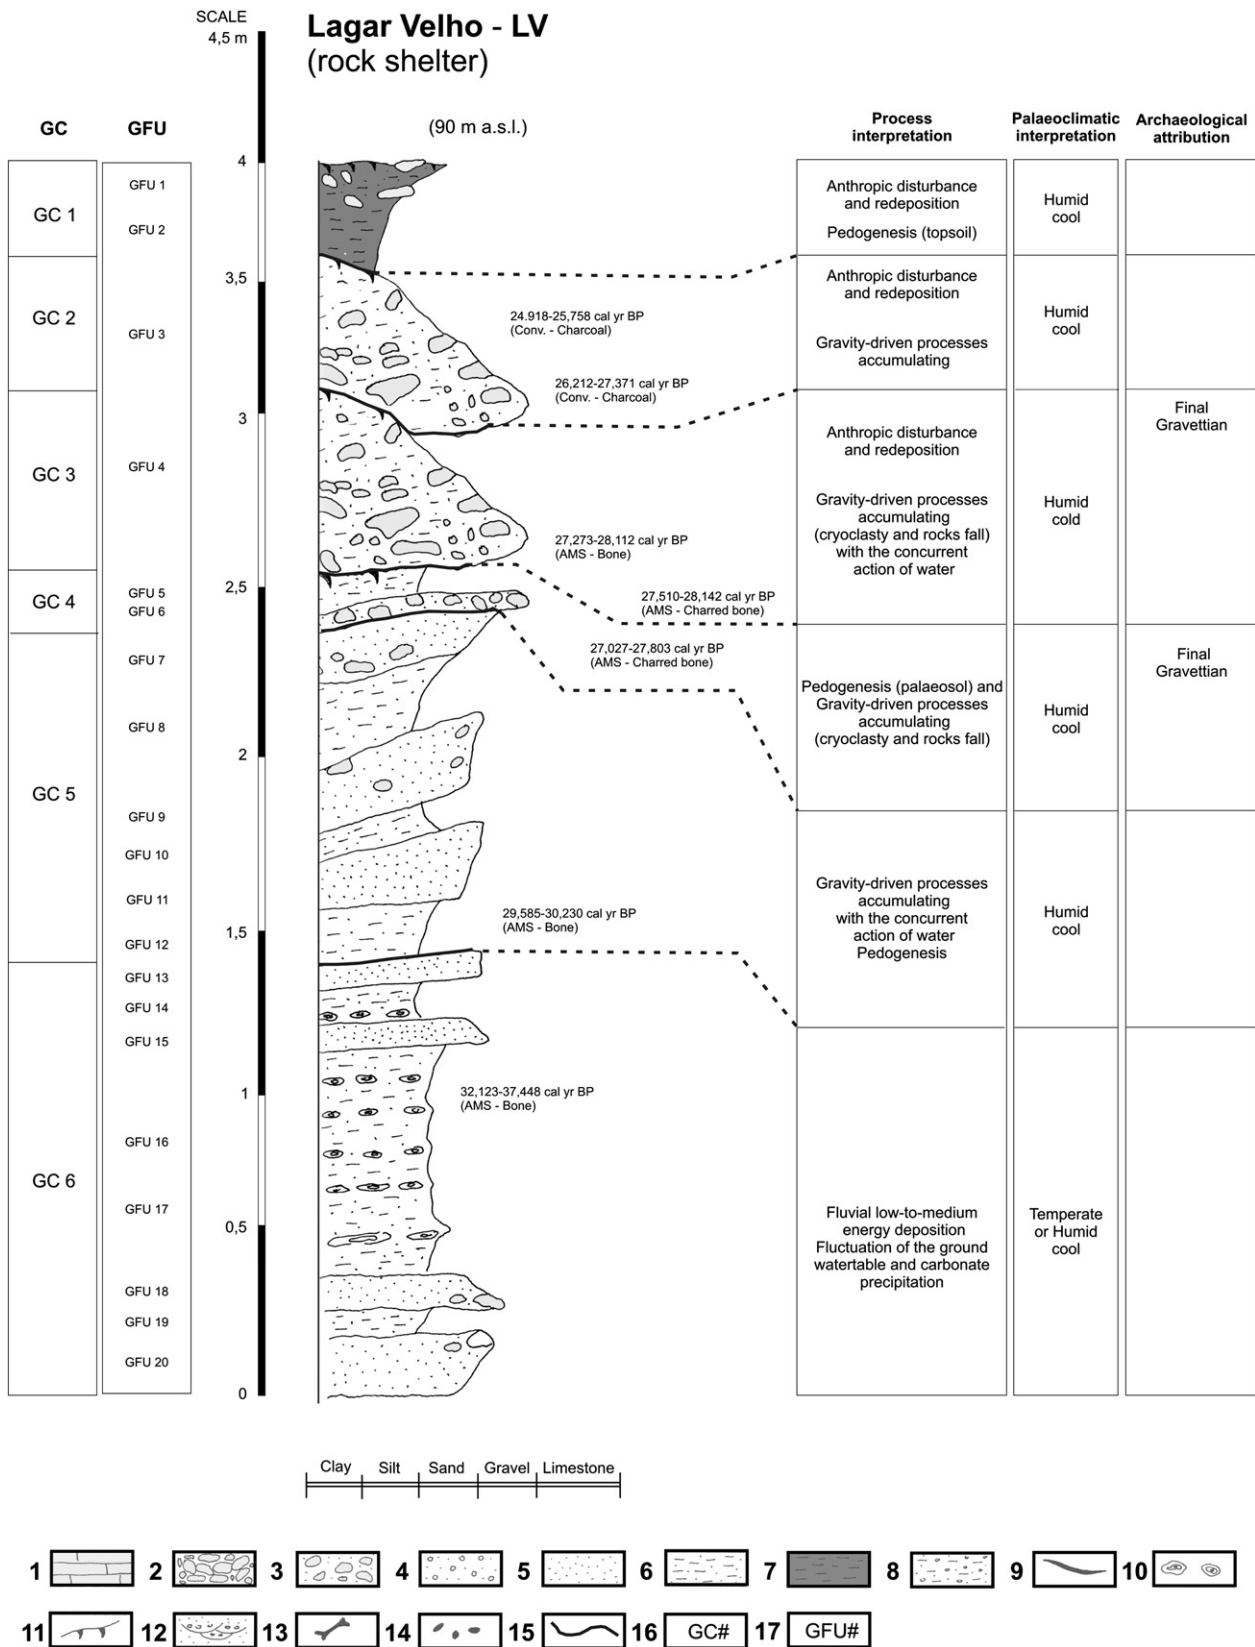 SCALE
4,5 m
Lagar Velho - LV
(rock shelter)
(90 m a.s.l.)
GC
GFU
Process
interpretation
Palaeoclimatic
interpretation
Archaeological
attribution
4
3,5
3
2,5
2
1,5
1
0,5
0
GC 1
GC 2
GC 3
GC 4
GC 5
GC 6
GFU 1
GFU 2
GFU 3
GFU 4
GFU 5
GFU 6
GFU 7
GFU 8
GFU 9
GFU 10
GFU 11
GFU 12
GFU 13
GFU 14
GFU 15
GFU 16
GFU 17
GFU 18
GFU 19
GFU 20
24.918-25,758 cal yr BP
(Conv. - Charcoal)
26,212-27,371 cal yr BP
(Conv. - Charcoal)
27,273-28,112 cal yr BP
(AMS - Bone)
27,510-28,142 cal yr BP
(AMS - Charred bone)
27,027-27,803 cal yr BP
(AMS - Charred bone)
29,585-30,230 cal yr BP
(AMS - Bone)
32,123-37,448 cal yr BP
(AMS - Bone)
Anthropic disturbance
and redeposition
Pedogenesis (topsoil)
Humid
cool
Anthropic disturbance
and redeposition
Gravity-driven processes
accumulating
Humid
cool
Anthropic disturbance
and redeposition
Gravity-driven processes
accumulating
(cryoclasty and rocks fall)
with the concurrent
action of water
Humid
cold
Final
Gravettian
Pedogenesis (palaeosol) and
Gravity-driven processes
accumulating
(cryoclasty and rocks fall)
Humid
cool
Final
Gravettian
Gravity-driven processes
accumulating
with the concurrent
action of water
Pedogenesis
Humid
cool
Fluvial low-to-medium
energy deposition
Fluctuation of the ground
watertable and carbonate
precipitation
Temperate
or Humid
cool
Clay Silt Sand Gravel Limestone
1 2 3 4 5 6 7 8 9 10
11 12 13 14 15 16 GC# 17 GFU#